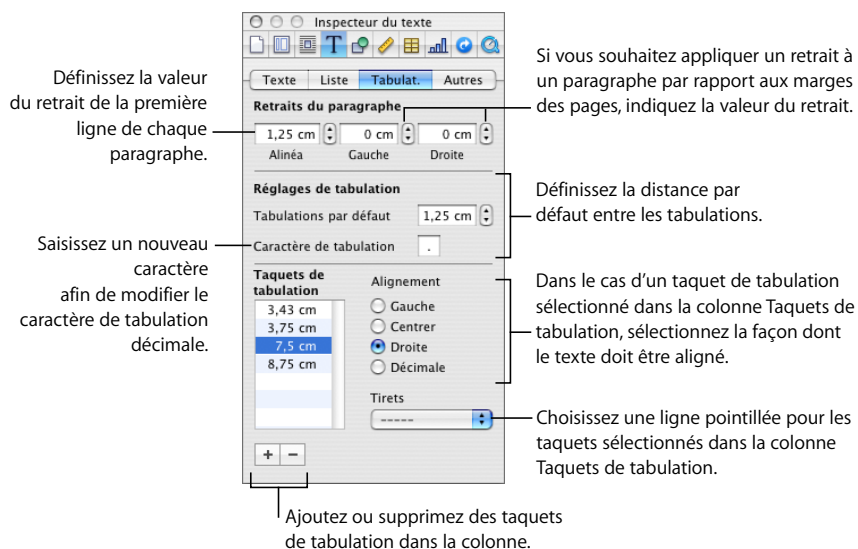 Inspecteur du texte
Texte Liste Tabulat. Autres
Retraits du paragraphe
1,25 cm 0 cm 0 cm
Alinéa Gauche Droite
Réglages de tabulation
Tabulations par défaut 1,25 cm
Caractère de tabulation .
Taquets de
tabulation
3,43 cm
3,75 cm
7,5 cm
8,75 cm
Alignement
Gauche
Centrer
Droite
Décimale
Tirets
-----
+ −
Définissez la valeur
du retrait de la première
ligne de chaque
paragraphe.
Saisissez un nouveau
caractère
afin de modifier le
caractère de tabulation
décimale.
Si vous souhaitez appliquer un retrait à
un paragraphe par rapport aux marges
des pages, indiquez la valeur du retrait.
Définissez la distance par
défaut entre les tabulations.
Dans le cas d’un taquet de tabulation
sélectionné dans la colonne Taquets de
tabulation, sélectionnez la façon dont
le texte doit être aligné.
Choisissez une ligne pointillée pour les
taquets sélectionnés dans la colonne
Taquets de tabulation.
Ajoutez ou supprimez des taquets
de tabulation dans la colonne.